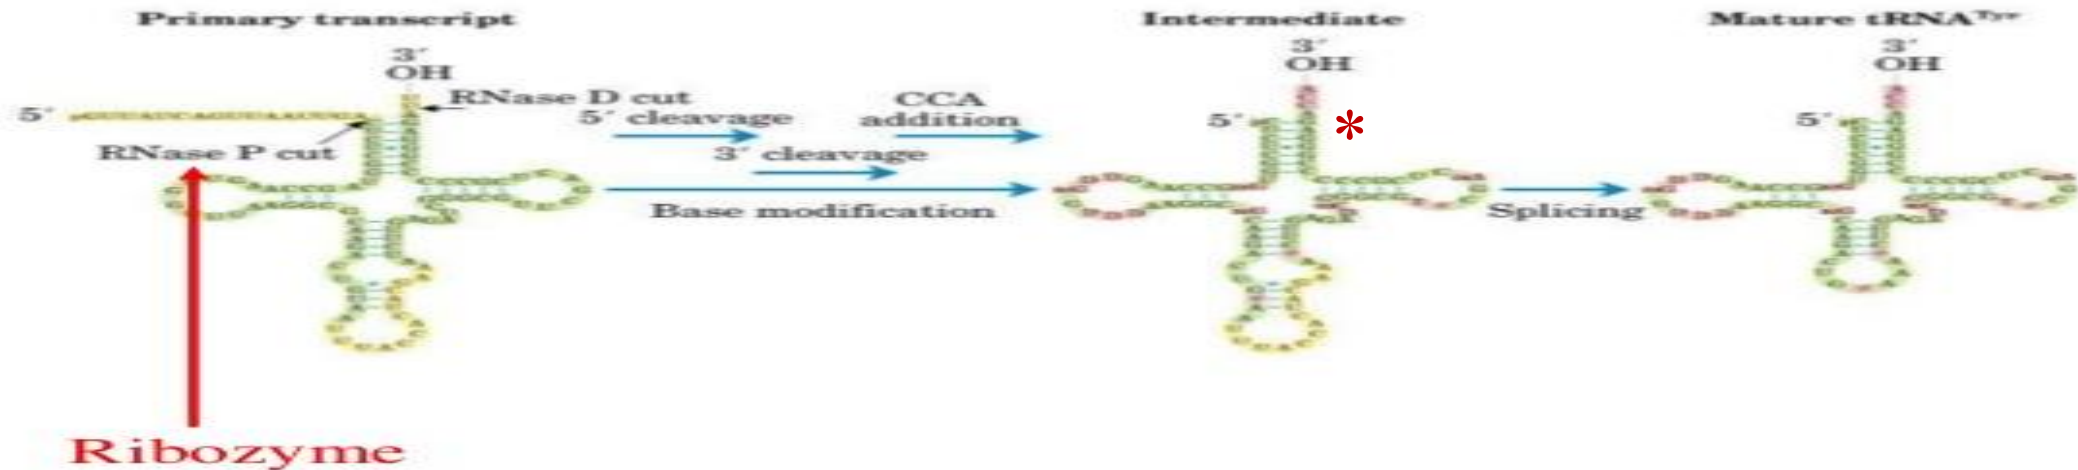 Primary transcript
3′
OH
5′
RNase D cut
RNase P cut
5′ cleavage
3′ cleavage
CCA
addition
Base modification
Intermediate
3′
OH
5′
*
Splicing
Mature tRNAᵀʸʳ
3′
OH
5′
Ribozyme